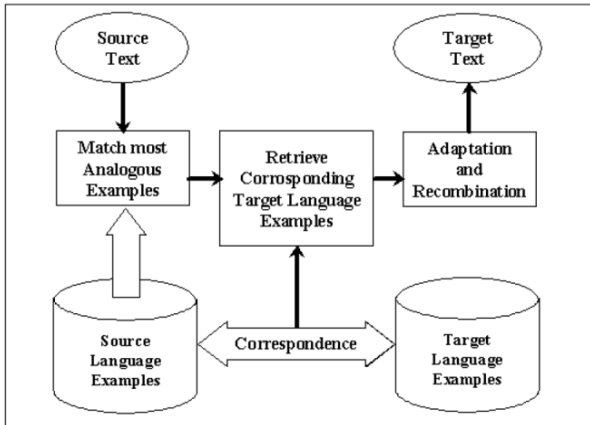 Source
Text
Target
Text
Match most
Analogous
Examples
Retrieve
Corrosponding
Target Language
Examples
Adaptation
and
Recombination
Source
Language
Examples
Correspondence
Target
Language
Examples